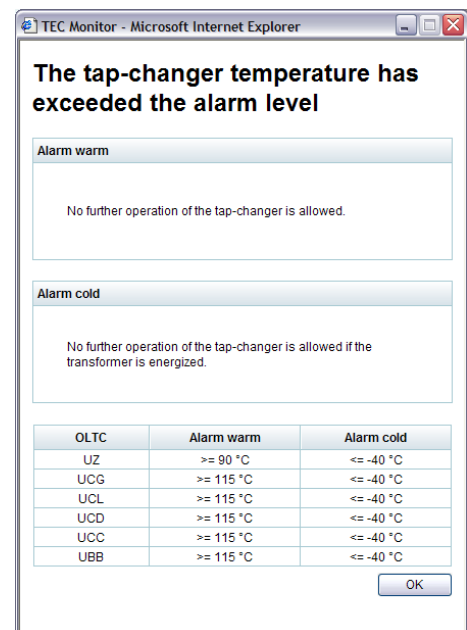 TEC Monitor - Microsoft Internet Explorer
The tap-changer temperature has
exceeded the alarm level
Alarm warm
No further operation of the tap-changer is allowed.
Alarm cold
No further operation of the tap-changer is allowed if the
transformer is energized.
OLTC Alarm warm Alarm cold
UZ >= 90 °C <= -40 °C
UCG >= 115 °C <= -40 °C
UCL >= 115 °C <= -40 °C
UCD >= 115 °C <= -40 °C
UCC >= 115 °C <= -40 °C
UBB >= 115 °C <= -40 °C
OK